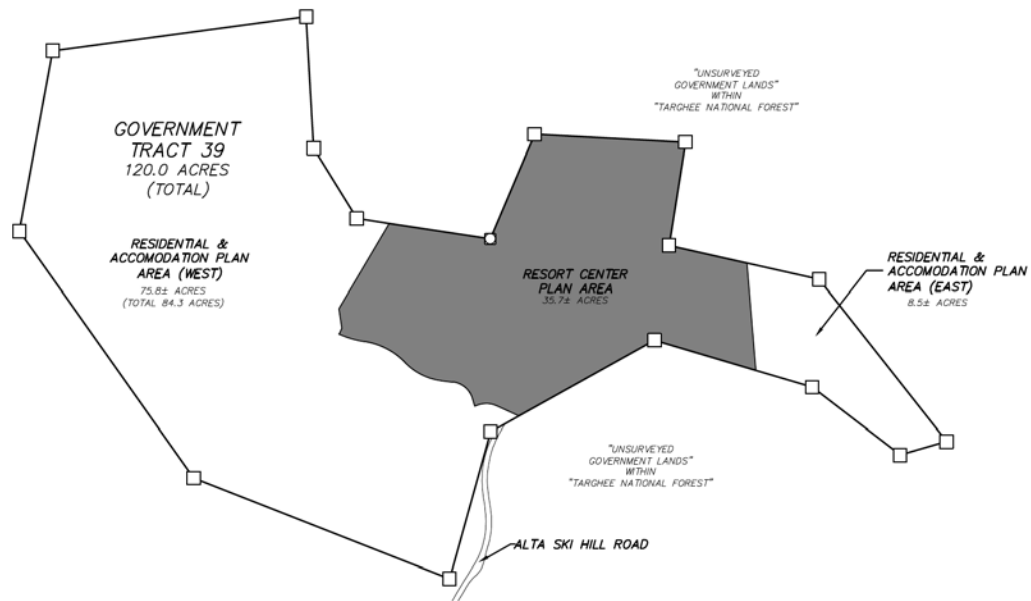 "UNSURVEYED
GOVERNMENT LANDS"
WITHIN
"TARGHEE NATIONAL FOREST"
GOVERNMENT
TRACT 39
120.0 ACRES
(TOTAL)
RESIDENTIAL &
ACCOMODATION PLAN
AREA (WEST)
75.8± ACRES
(TOTAL 84.3 ACRES)
RESORT CENTER
PLAN AREA
35.7± ACRES
RESIDENTIAL &
ACCOMODATION PLAN
AREA (EAST)
8.5± ACRES
"UNSURVEYED
GOVERNMENT LANDS"
WITHIN
"TARGHEE NATIONAL FOREST"
ALTA SKI HILL ROAD